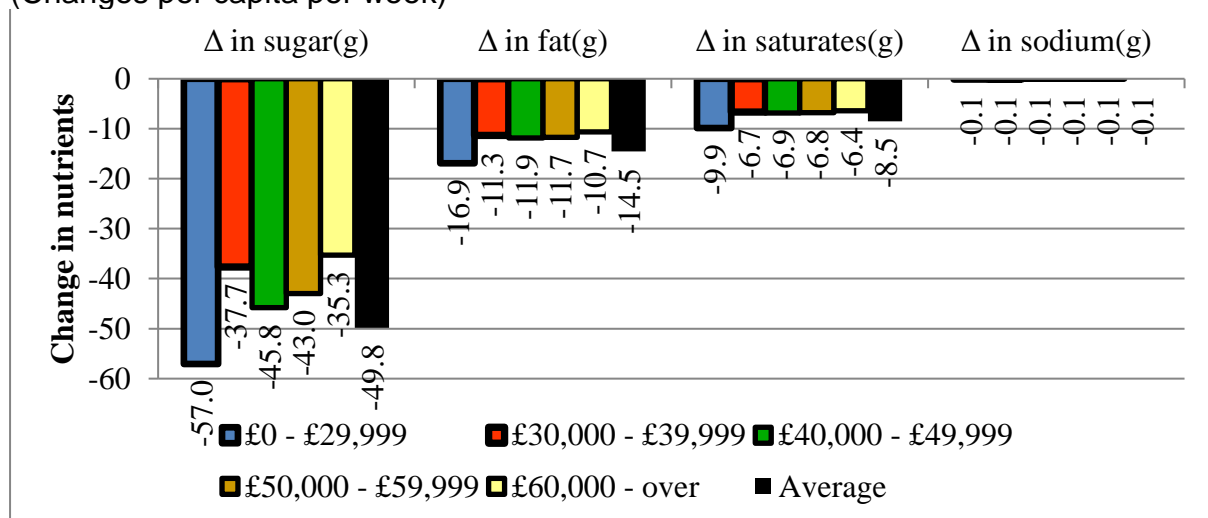 (Changes per capita per week)
Δ in sugar(g) Δ in fat(g) Δ in saturates(g) Δ in sodium(g)
Change in nutrients
0
-10
-20
-30
-40
-50
-60
-57.0 -37.7 -45.8 -43.0 -35.3 -49.8
-16.9 -11.3 -11.9 -11.7 -10.7 -14.5
-9.9 -6.7 -6.9 -6.8 -6.4 -8.5
-0.1 -0.1 -0.1 -0.1 -0.1 -0.1
£0 - £29,999 £30,000 - £39,999 £40,000 - £49,999
£50,000 - £59,999 £60,000 - over Average